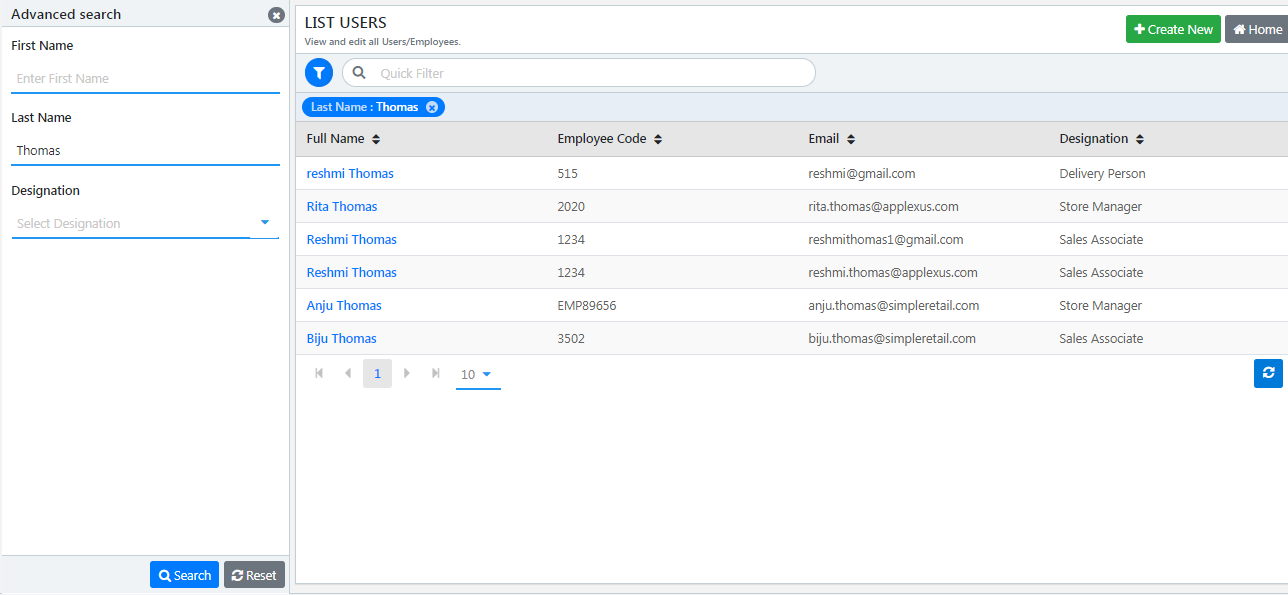 Advanced search
First Name
Enter First Name
Last Name
Thomas
Designation
Select Designation
Search Reset
LIST USERS
View and edit all Users/Employees.
Create New Home
Quick Filter
Last Name : Thomas
Full Name Employee Code Email Designation
reshmi Thomas 515 reshmi@gmail.com Delivery Person
Rita Thomas 2020 rita.thomas@applexus.com Store Manager
Reshmi Thomas 1234 reshmithomas1@gmail.com Sales Associate
Reshmi Thomas 1234 reshmi.thomas@applexus.com Sales Associate
Anju Thomas EMP89656 anju.thomas@simpleretail.com Store Manager
Biju Thomas 3502 biju.thomas@simpleretail.com Sales Associate
1 10